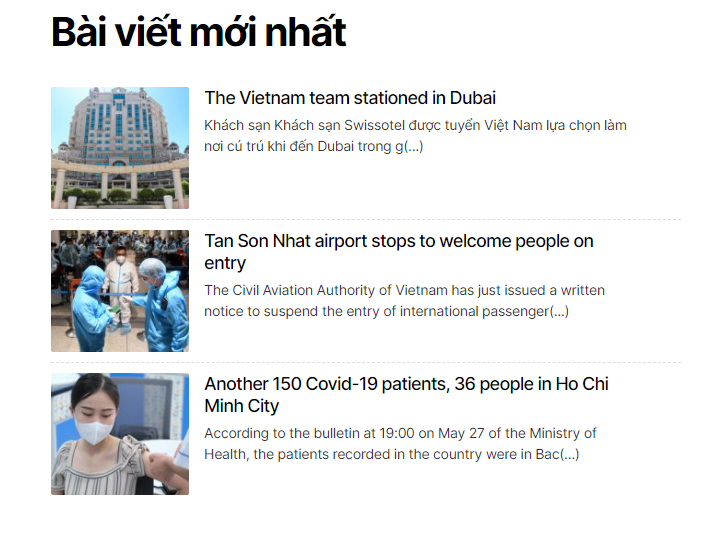 Bài viết mới nhất
The Vietnam team stationed in Dubai
Khách sạn Khách sạn Swissotel được tuyển Việt Nam lựa chọn làm
nơi cú trú khi đến Dubai trong g(...)
Tan Son Nhat airport stops to welcome people on
entry
The Civil Aviation Authority of Vietnam has just issued a written
notice to suspend the entry of international passenger(...)
Another 150 Covid-19 patients, 36 people in Ho Chi
Minh City
According to the bulletin at 19:00 on May 27 of the Ministry of
Health, the patients recorded in the country were in Bac(...)